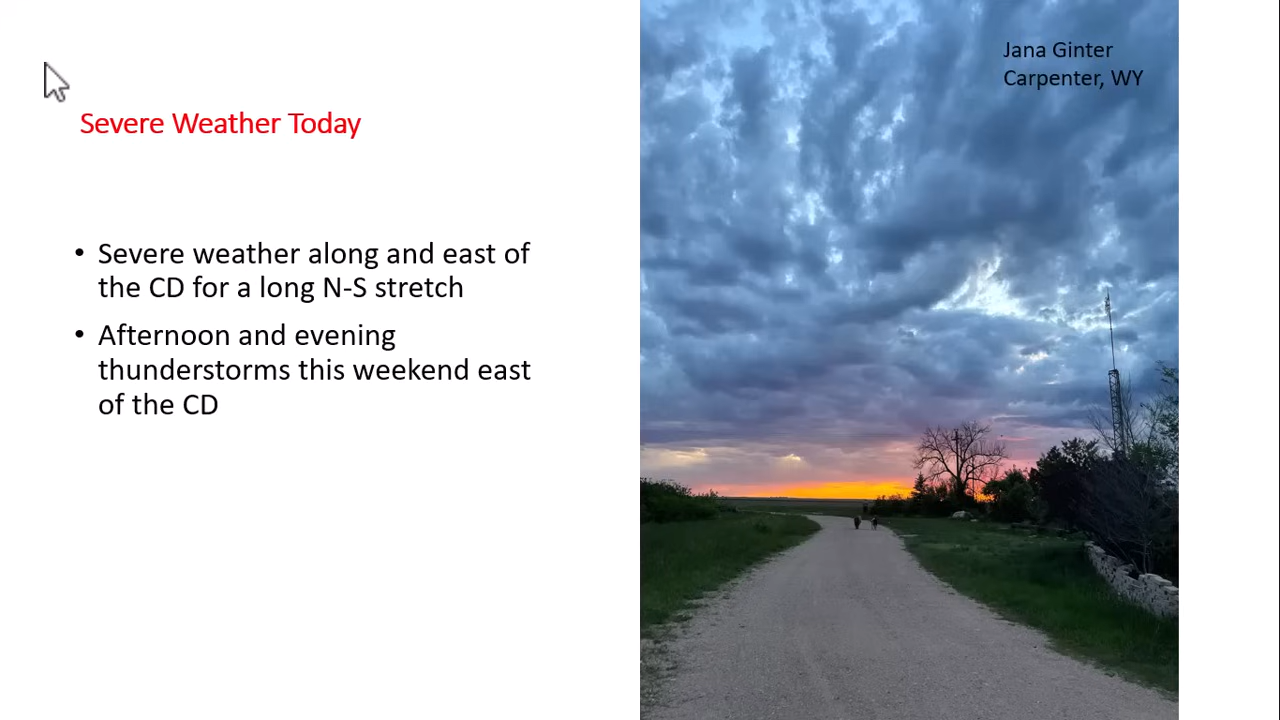 Jana Ginter
Carpenter, WY
Severe Weather Today
• Severe weather along and east of
the CD for a long N-S stretch
• Afternoon and evening
thunderstorms this weekend east
of the CD